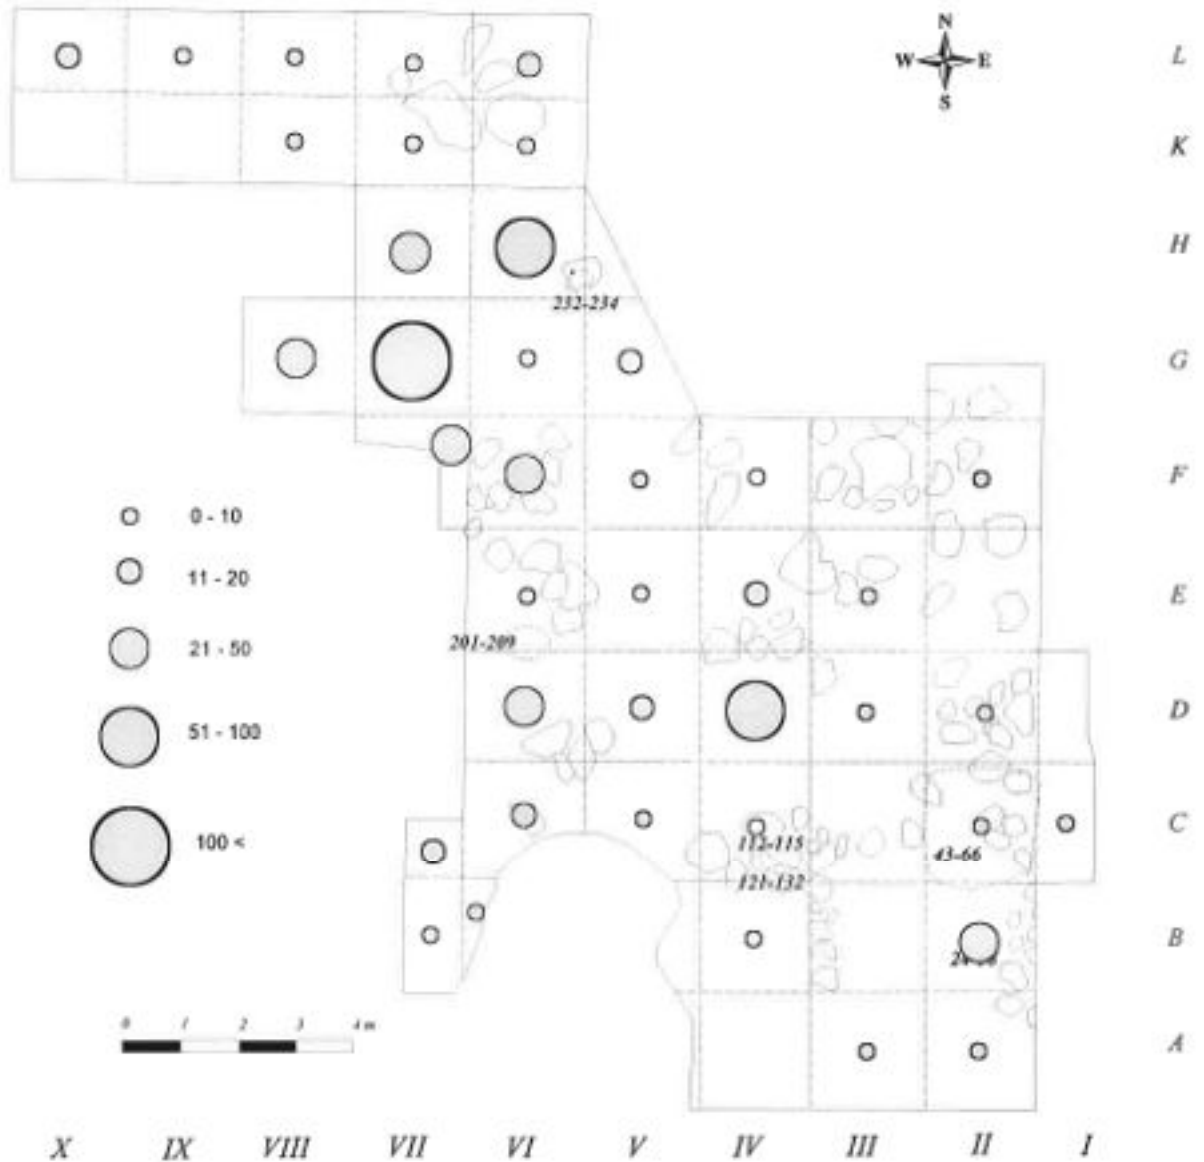 N
W E
S
L
K
H
232-234
G
F
0 - 10
11 - 20
E
21 - 50
201-209
D
51 - 100
C
100 <
112-115
43-66
121-132
B
0 1 2 3 4 m
A
X IX VIII VII VI V IV III II I